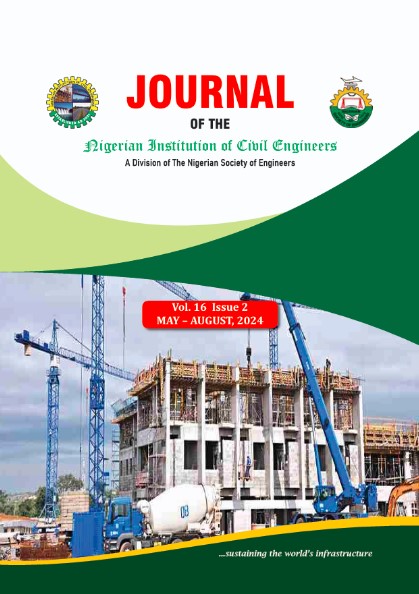 JOURNAL
OF THE
Nigerian Institution of Civil Engineers
A Division of The Nigerian Society of Engineers
Vol. 16 Issue 2
MAY – AUGUST, 2024
...sustaining the world's infrastructure